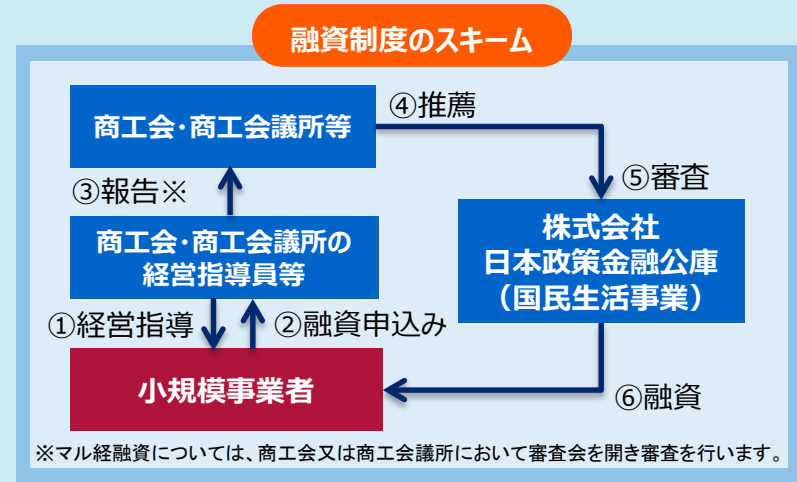 融資制度のスキーム
商工会・商工会議所等
④推薦
③報告※
⑤審査
商工会・商工会議所の
経営指導員等
株式会社
日本政策金融公庫
（国民生活事業）
①経営指導
②融資申込み
小規模事業者
⑥融資
※マル経融資については、商工会又は商工会議所において審査会を開き審査を行います。